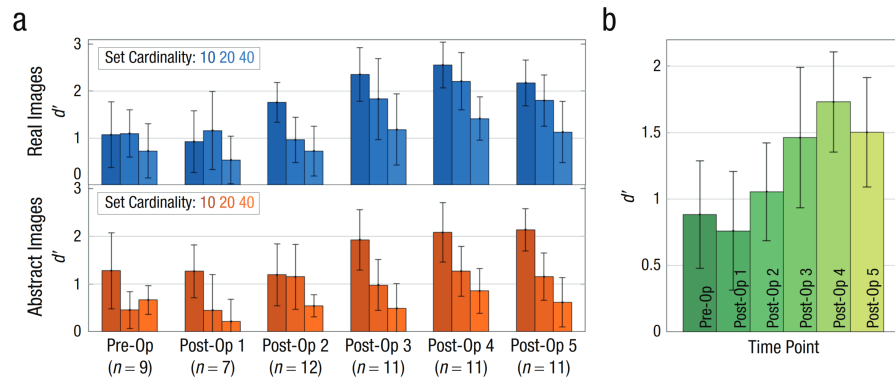 a
Real Images
d′
3
2
1
0
Set Cardinality: 10 20 40
Abstract Images
d′
3
2
1
0
Set Cardinality: 10 20 40
Pre-Op Post-Op 1 Post-Op 2 Post-Op 3 Post-Op 4 Post-Op 5
(n = 9) (n = 7) (n = 12) (n = 11) (n = 11) (n = 11)
b
d′
2
1.5
1
0.5
0
Pre-Op
Post-Op 1
Post-Op 2
Post-Op 3
Post-Op 4
Post-Op 5
Time Point